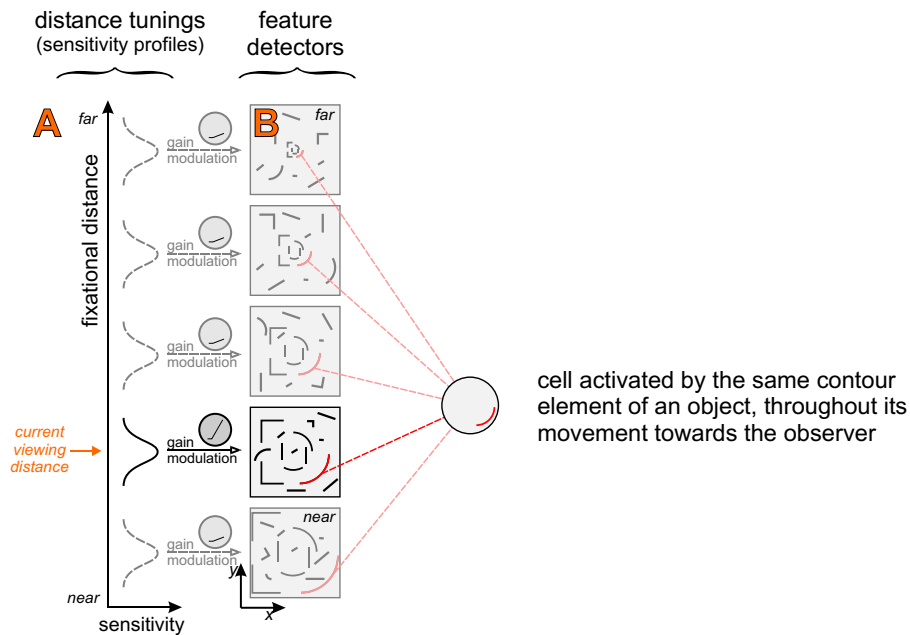 distance tunings
(sensitivity profiles)
feature
detectors
A
B
far
far
gain
modulation
fixational distance
gain
modulation
gain
modulation
cell activated by the same contour
element of an object, throughout its
movement towards the observer
current
viewing
distance
gain
modulation
near
gain
modulation
y
near
x
sensitivity